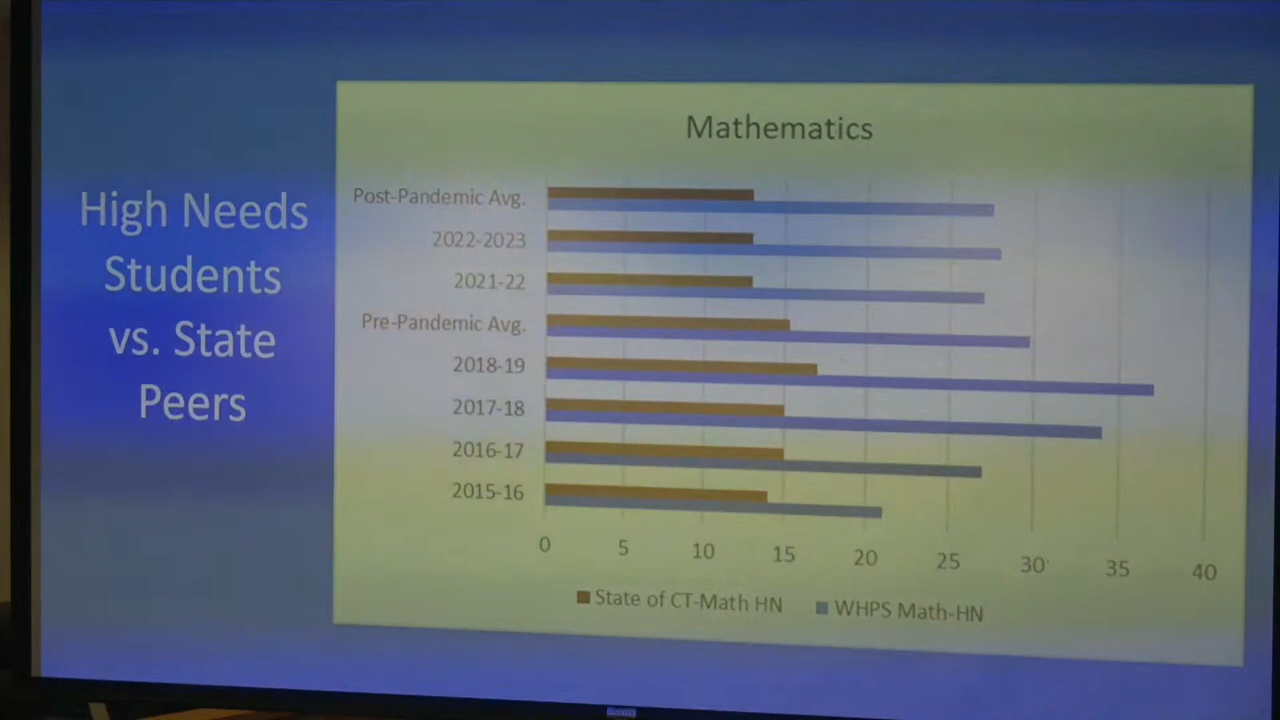 High Needs
Students
vs. State
Peers
Mathematics
Post-Pandemic Avg.
2022-2023
2021-22
Pre-Pandemic Avg.
2018-19
2017-18
2016-17
2015-16
0 5 10 15 20 25 30 35 40
State of CT-Math HN WHPS Math-HN